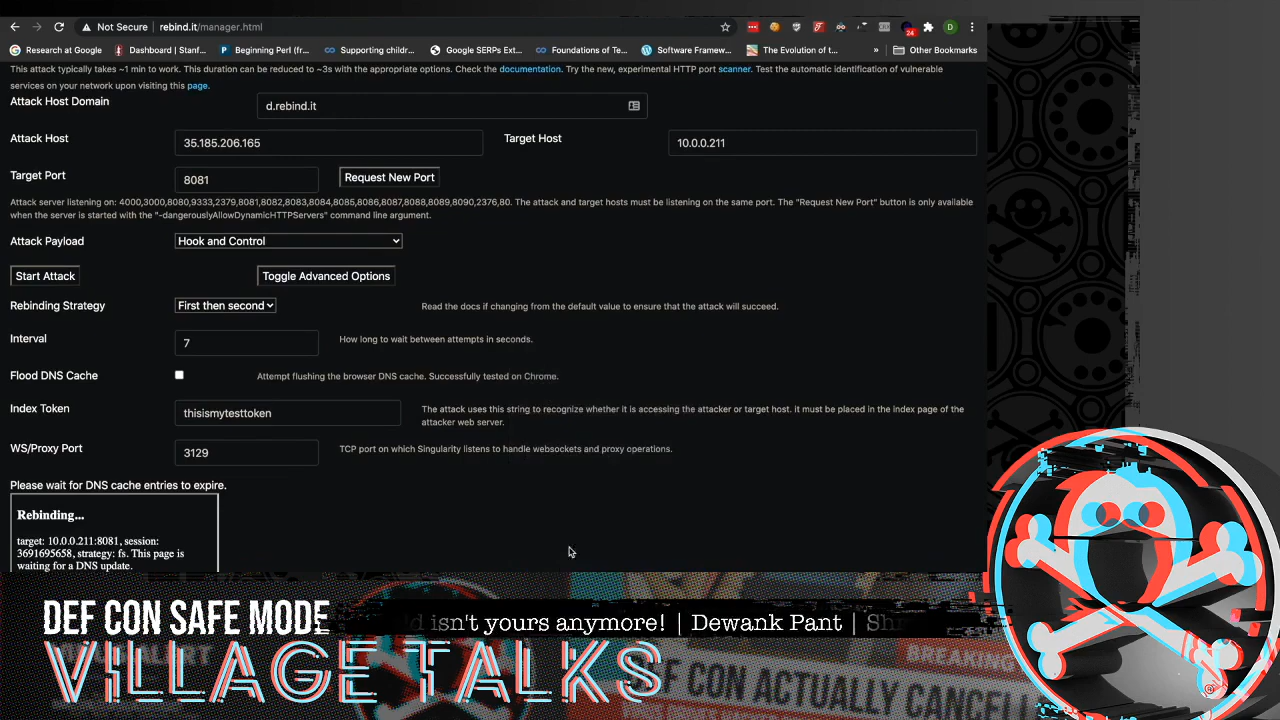 Not Secure | rebind.it/manager.html
24
D
Research at Google
Dashboard | Stanf...
Beginning Perl (fr...
Supporting childr...
Google SERPs Ext...
Foundations of Te...
Software Framew...
The Evolution of t...
»
Other Bookmarks
This attack typically takes ~1 min to work. This duration can be reduced to ~3s with the appropriate options. Check the documentation. Try the new, experimental HTTP port scanner. Test the automatic identification of vulnerable
services on your network upon visiting this page.
Attack Host Domain
d.rebind.it
Attack Host
35.185.206.165
Target Host
10.0.0.211
Target Port
8081
Request New Port
Attack server listening on: 4000,3000,8080,9333,2379,8081,8082,8083,8084,8085,8086,8087,8088,8089,8090,2376,80. The attack and target hosts must be listening on the same port. The "Request New Port" button is only available
when the server is started with the "-dangerouslyAllowDynamicHTTPServers" command line argument.
Attack Payload
Hook and Control
Start Attack
Toggle Advanced Options
Rebinding Strategy
First then second
Read the docs if changing from the default value to ensure that the attack will succeed.
Interval
7
How long to wait between attempts in seconds.
Flood DNS Cache
Attempt flushing the browser DNS cache. Successfully tested on Chrome.
Index Token
thisismytesttoken
The attack uses this string to recognize whether it is accessing the attacker or target host. it must be placed in the index page of the
attacker web server.
WS/Proxy Port
3129
TCP port on which singularity listens to handle websockets and proxy operations.
Please wait for DNS cache entries to expire.
Rebinding...
target: 10.0.0.211:8081, session:
3691695658, strategy: fs. This page is
waiting for a DNS update.
DEF CON SAFE MODE
isn't yours anymore! | Dewank Pant |
VILLAGE TALKS
BREAKING
DEF CON ACTUALLY CANCEL